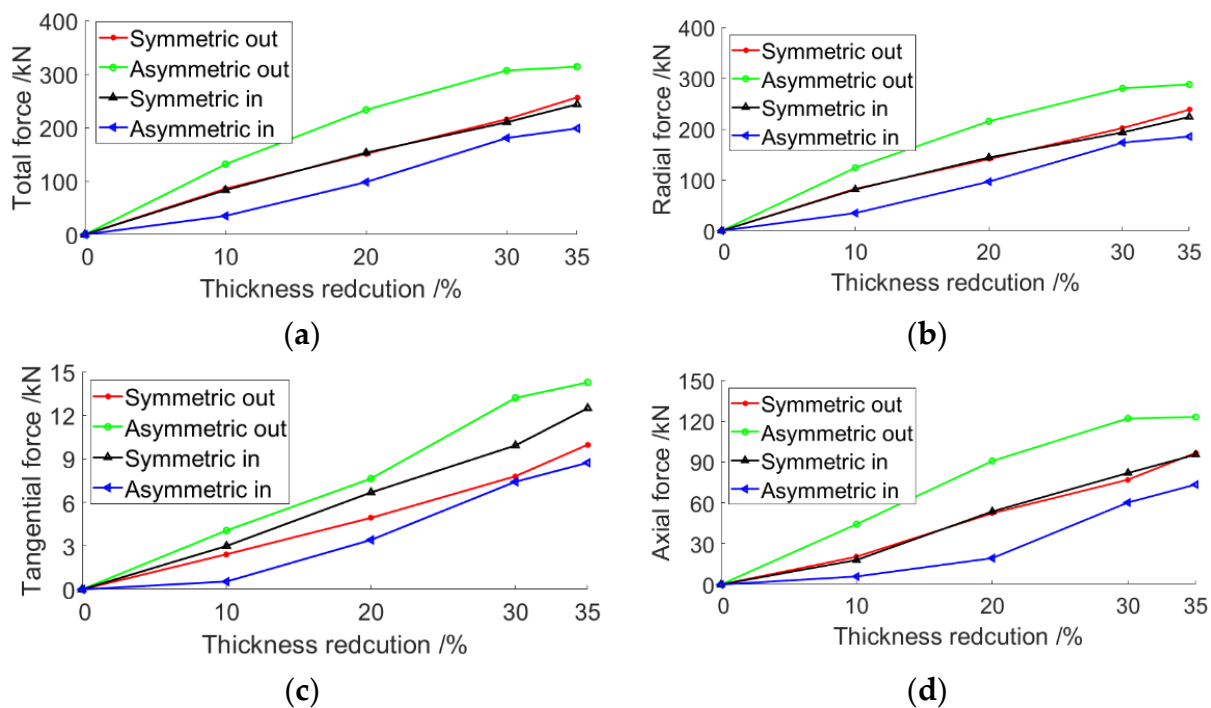 400
300
200
100
0
Total force /kN
Symmetric out
Asymmetric out
Symmetric in
Asymmetric in
0 10 20 30 35
Thickness redcution /%
(a)
400
300
200
100
0
Radial force /kN
Symmetric out
Asymmetric out
Symmetric in
Asymmetric in
0 10 20 30 35
Thickness redcution /%
(b)
15
12
9
6
3
0
Tangential force /kN
Symmetric out
Asymmetric out
Symmetric in
Asymmetric in
0 10 20 30 35
Thickness redcution /%
(c)
150
120
90
60
30
0
Axial force /kN
Symmetric out
Asymmetric out
Symmetric in
Asymmetric in
0 10 20 30 35
Thickness redcution /%
(d)